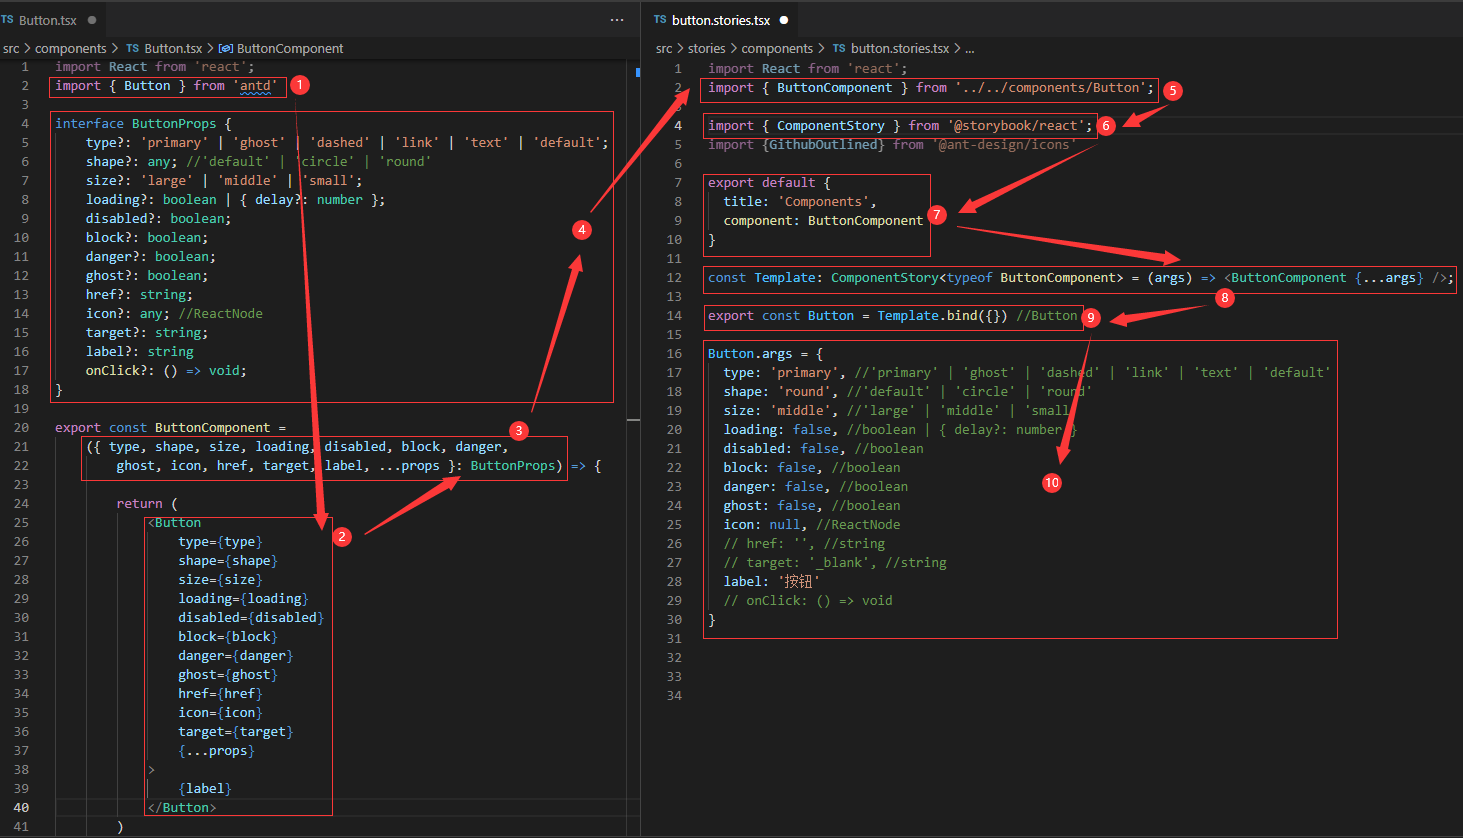 TS Button.tsx ●
...
src > components > TS Button.tsx > ButtonComponent
1 import React from 'react';
2 import { Button } from 'antd'
1
3
4 interface ButtonProps {
5 type?: 'primary' | 'ghost' | 'dashed' | 'link' | 'text' | 'default';
6 shape?: any; //'default' | 'circle' | 'round'
7 size?: 'large' | 'middle' | 'small';
8 loading?: boolean | { delay?: number };
9 disabled?: boolean;
4
10 block?: boolean;
11 danger?: boolean;
12 ghost?: boolean;
13 href?: string;
14 icon?: any; //ReactNode
15 target?: string;
16 label?: string
17 onClick?: () => void;
18 }
19
20 export const ButtonComponent =
3
21 ({ type, shape, size, loading, disabled, block, danger,
22 ghost, icon, href, target, label, ...props }: ButtonProps) => {
23
24 return (
25 <Button
2
26 type={type}
27 shape={shape}
28 size={size}
29 loading={loading}
30 disabled={disabled}
31 block={block}
32 danger={danger}
33 ghost={ghost}
34 href={href}
35 icon={icon}
36 target={target}
37 {...props}
38 >
39 {label}
40 </Button>
41 )
TS button.stories.tsx ●
src > stories > components > TS button.stories.tsx > ...
1 import React from 'react';
2 import { ButtonComponent } from '../../components/Button';
5
3
4 import { ComponentStory } from '@storybook/react';
6
5 import {GithubOutlined} from '@ant-design/icons'
6
7 export default {
8 title: 'Components',
7
9 component: ButtonComponent
10 }
11
12 const Template: ComponentStory<typeof ButtonComponent> = (args) => <ButtonComponent {...args} />;
8
13
14 export const Button = Template.bind({}) //Button
9
15
16 Button.args = {
17 type: 'primary', //'primary' | 'ghost' | 'dashed' | 'link' | 'text' | 'default'
18 shape: 'round', //'default' | 'circle' | 'round'
19 size: 'middle', //'large' | 'middle' | 'small
20 loading: false, //boolean | { delay?: number }
21 disabled: false, //boolean
22 block: false, //boolean
10
23 danger: false, //boolean
24 ghost: false, //boolean
25 icon: null, //ReactNode
26 // href: '', //string
27 // target: '_blank', //string
28 label: '按钮'
29 // onClick: () => void
30 }
31
32
33
34